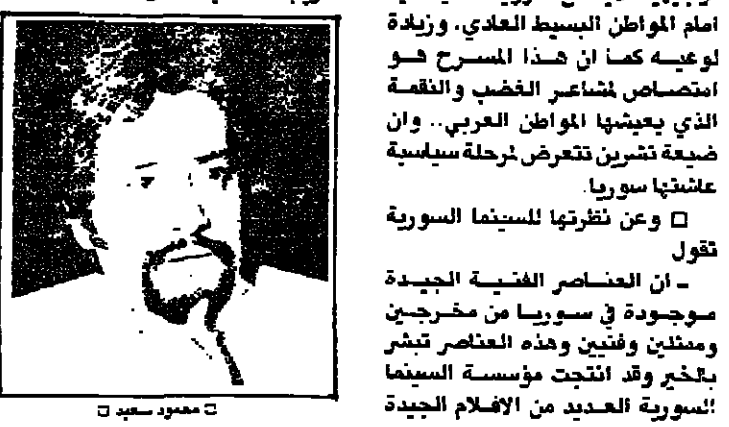 امام المواطن البسيط العادي، وزيادة
لوعيه كما ان هذا المسرح هو
امتصاص لمشاعر الغضب والنقمة
الذي يعيشها المواطن العربي.. وان
ضيعة تشرين تتعرض لمرحلة سياسية
عاشتها سوريا.
□ وعن نظرتها للسينما السورية
تقول
- ان العناصر الفنية الجيدة
موجودة في سوريا من مخرجين
وممثلين وفنيين وهذه العناصر تبشر
بالخير وقد انتجت مؤسسة السينما
السورية العديد من الافلام الجيدة
□ محمود سعيد □